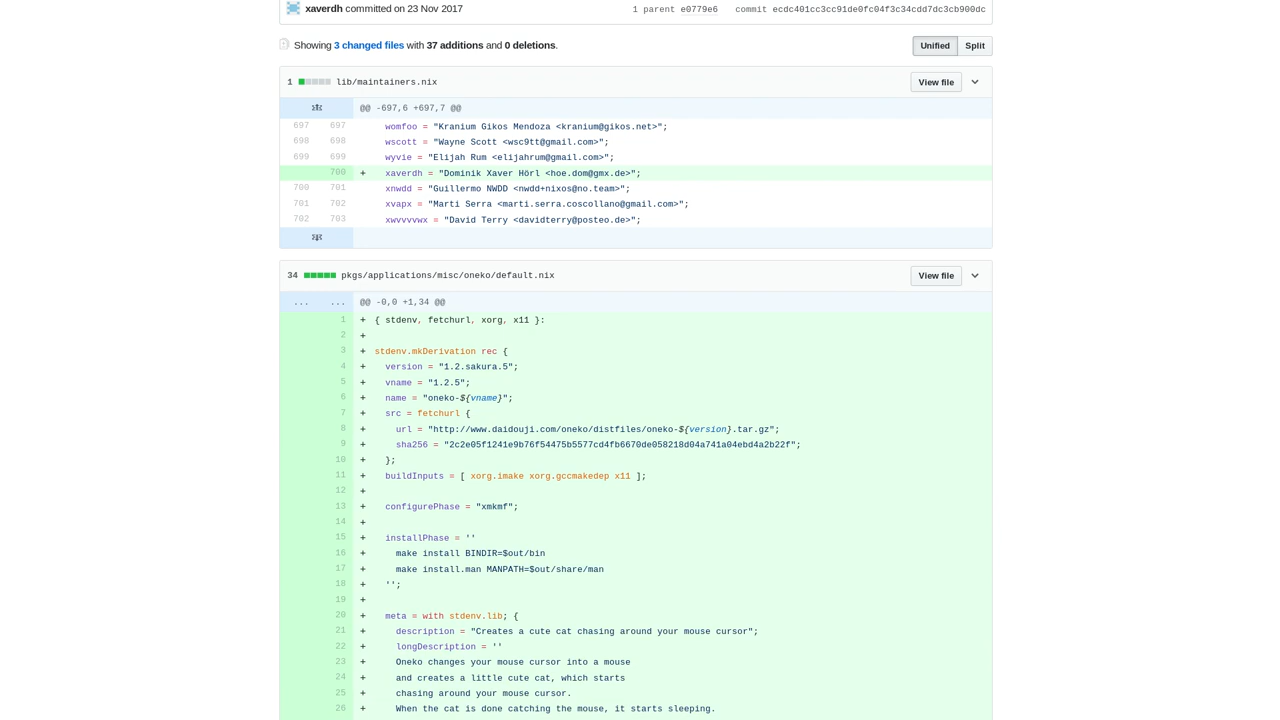 xaverdh committed on 23 Nov 2017 1 parent e0779e6 commit ecdc401cc3cc91de0fc04f3c34cdd7dc3cb900dc
Showing 3 changed files with 37 additions and 0 deletions. Unified Split
1 lib/maintainers.nix View file
@@ -697,6 +697,7 @@
697 697 womfoo = "Kranium Gikos Mendoza <kranium@gikos.net>";
698 698 wscott = "Wayne Scott <wsc9tt@gmail.com>";
699 699 wyvie = "Elijah Rum <elijahrum@gmail.com>";
700 + xaverdh = "Dominik Xaver Hörl <hoe.dom@gmx.de>";
700 701 xnwdd = "Guillermo NWDD <nwdd+nixos@no.team>";
701 702 xvapx = "Marti Serra <marti.serra.coscollano@gmail.com>";
702 703 xwvvvvwx = "David Terry <davidterry@posteo.de>";
34 pkgs/applications/misc/oneko/default.nix View file
... ... @@ -0,0 +1,34 @@
1 + { stdenv, fetchurl, xorg, x11 }:
2 +
3 + stdenv.mkDerivation rec {
4 + version = "1.2.sakura.5";
5 + vname = "1.2.5";
6 + name = "oneko-${vname}";
7 + src = fetchurl {
8 + url = "http://www.daidouji.com/oneko/distfiles/oneko-${version}.tar.gz";
9 + sha256 = "2c2e05f1241e9b76f54475b5577cd4fb6670de058218d04a741a04ebd4a2b22f";
10 + };
11 + buildInputs = [ xorg.imake xorg.gccmakedep x11 ];
12 +
13 + configurePhase = "xmkmf";
14 +
15 + installPhase = ''
16 + make install BINDIR=$out/bin
17 + make install.man MANPATH=$out/share/man
18 + '';
19 +
20 + meta = with stdenv.lib; {
21 + description = "Creates a cute cat chasing around your mouse cursor";
22 + longDescription = ''
23 + Oneko changes your mouse cursor into a mouse
24 + and creates a little cute cat, which starts
25 + chasing around your mouse cursor.
26 + When the cat is done catching the mouse, it starts sleeping.